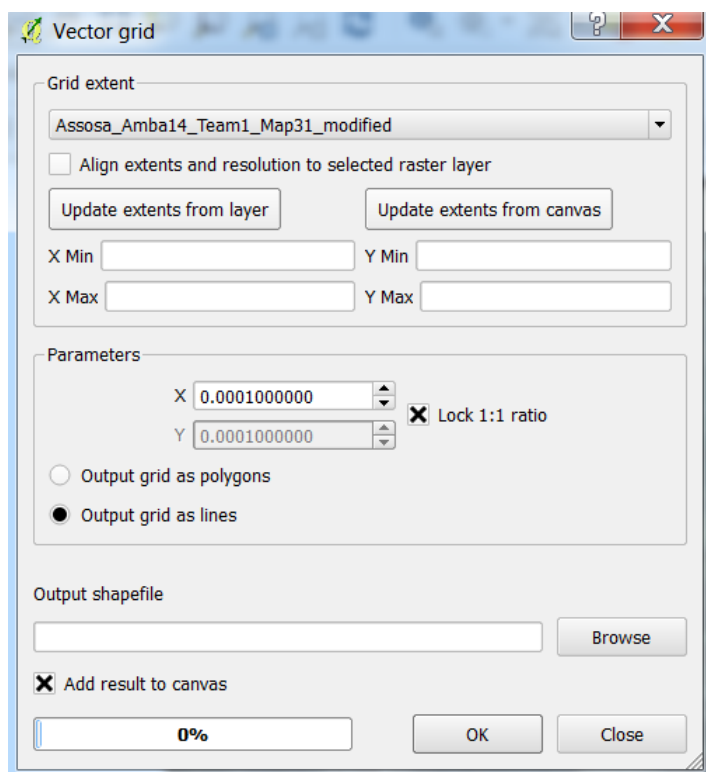 Vector grid
Grid extent
Assosa_Amba14_Team1_Map31_modified
Align extents and resolution to selected raster layer
Update extents from layer Update extents from canvas
X Min Y Min
X Max Y Max
Parameters
X 0.0001000000
Lock 1:1 ratio
Y 0.0001000000
Output grid as polygons
Output grid as lines
Output shapefile
Browse
Add result to canvas
0% OK Close